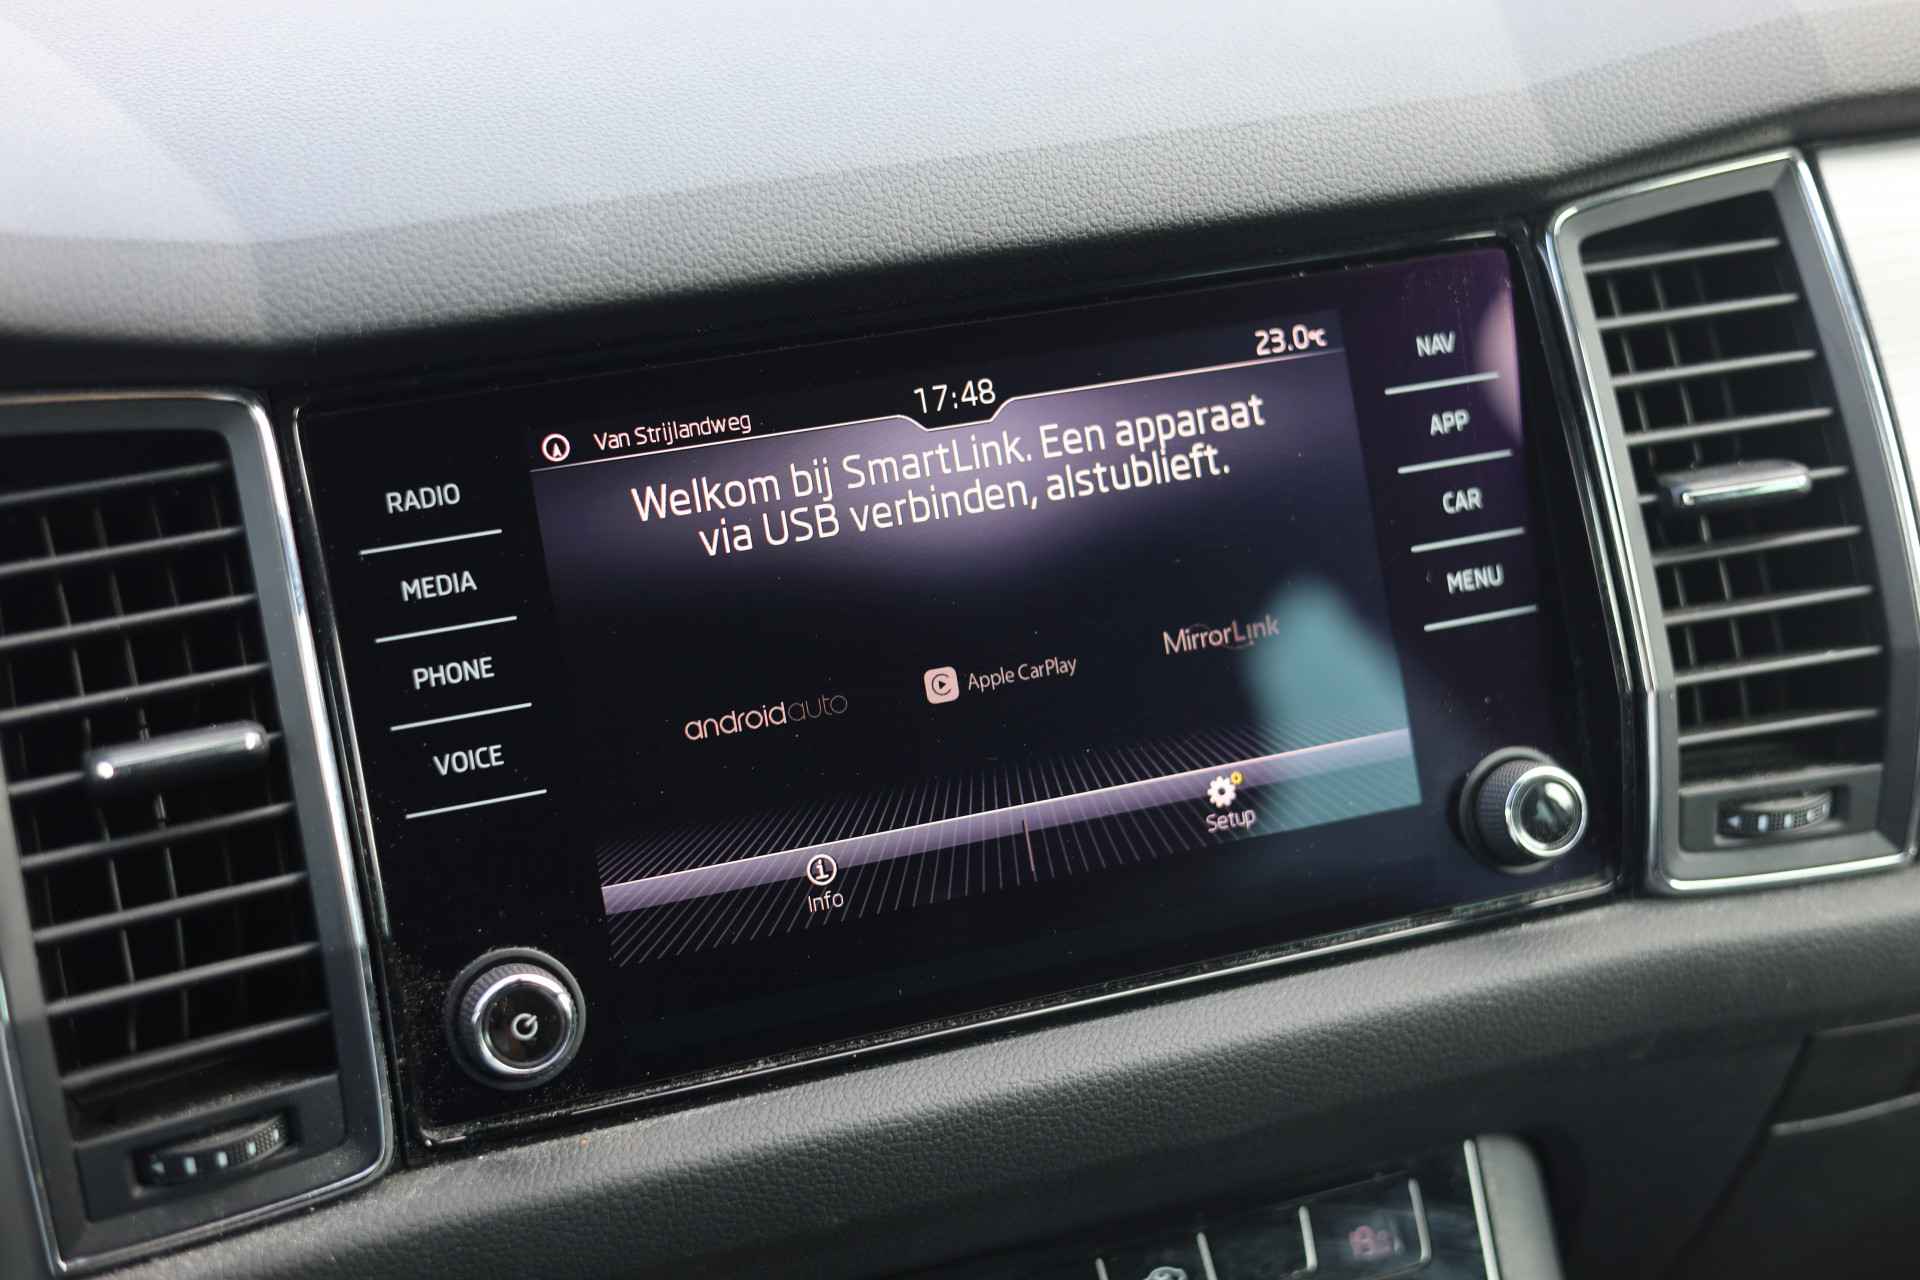 23.0°C
17:48
Van Strijlandweg
Welkom bij SmartLink. Een apparaat
via USB verbinden, alstublieft.
RADIO
MEDIA
PHONE
VOICE
NAV
APP
CAR
MENU
androidauto
Apple CarPlay
MirrorLink
Info
Setup